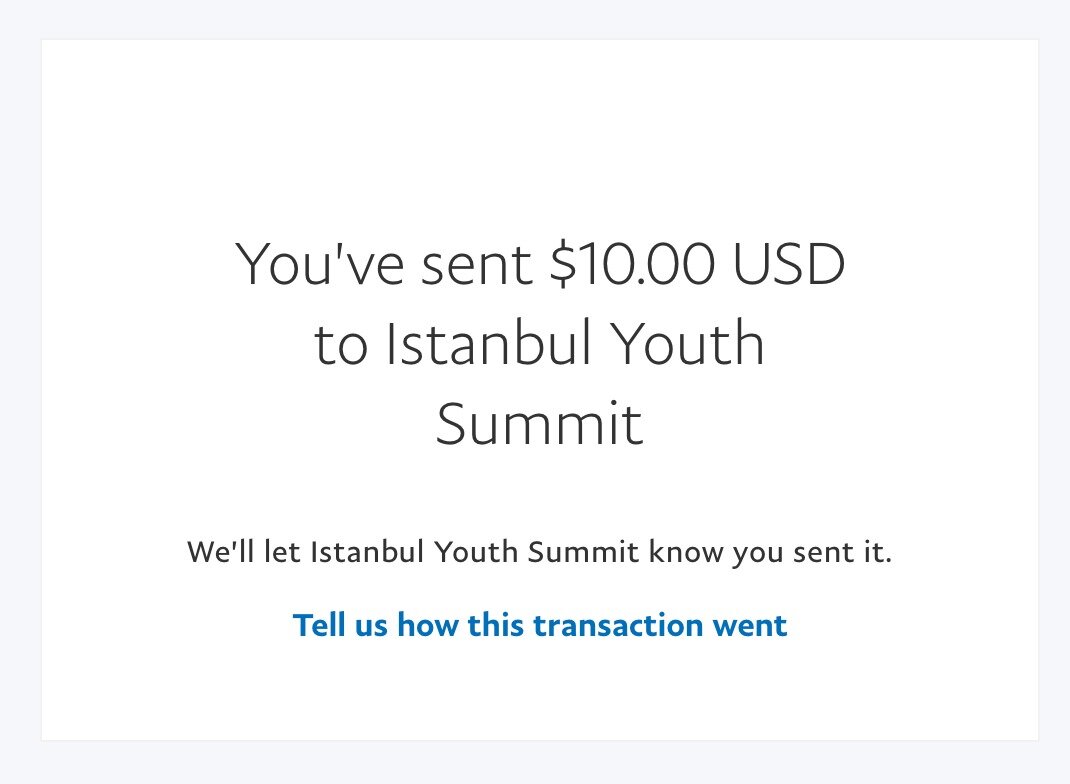 You've sent $10.00 USD
to Istanbul Youth
Summit
We'll let Istanbul Youth Summit know you sent it.
Tell us how this transaction went